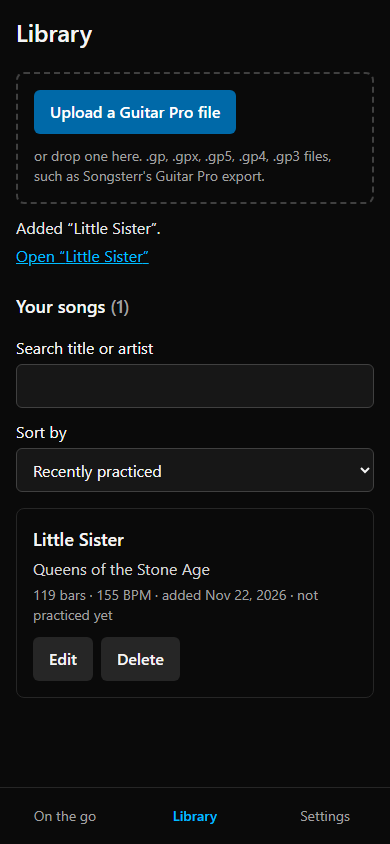 Library
Upload a Guitar Pro file
or drop one here. .gp, .gpx, .gp5, .gp4, .gp3 files,
such as Songsterr's Guitar Pro export.
Added “Little Sister”.
Open “Little Sister”
Your songs (1)
Search title or artist
Sort by
Recently practiced
Little Sister
Queens of the Stone Age
119 bars · 155 BPM · added Nov 22, 2026 · not
practiced yet
Edit Delete
On the go Library Settings